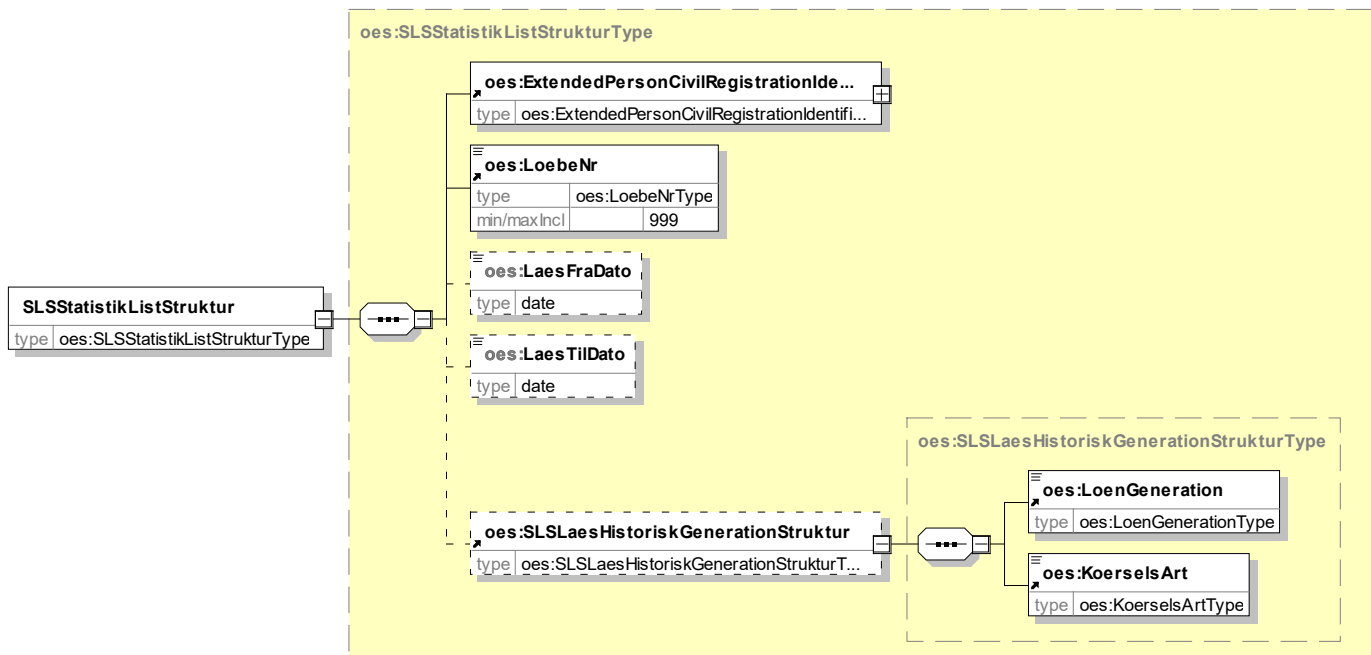 oes:SLSStatistikListStrukturType
oes:ExtendedPersonCivilRegistrationIde...
type oes:ExtendedPersonCivilRegistrationIdentifi...
oes:LoebeNr
type oes:LoebeNrType
min/maxIncl 999
oes:LaesFraDato
type date
SLSStatistikListStruktur
type oes:SLSStatistikListStrukturType
oes:LaesTilDato
type date
oes:SLSLaesHistoriskGenerationStrukturType
oes:LoenGeneration
type oes:LoenGenerationType
oes:SLSLaesHistoriskGenerationStruktur
type oes:SLSLaesHistoriskGenerationStrukturT...
oes:KoerselsArt
type oes:KoerselsArtType